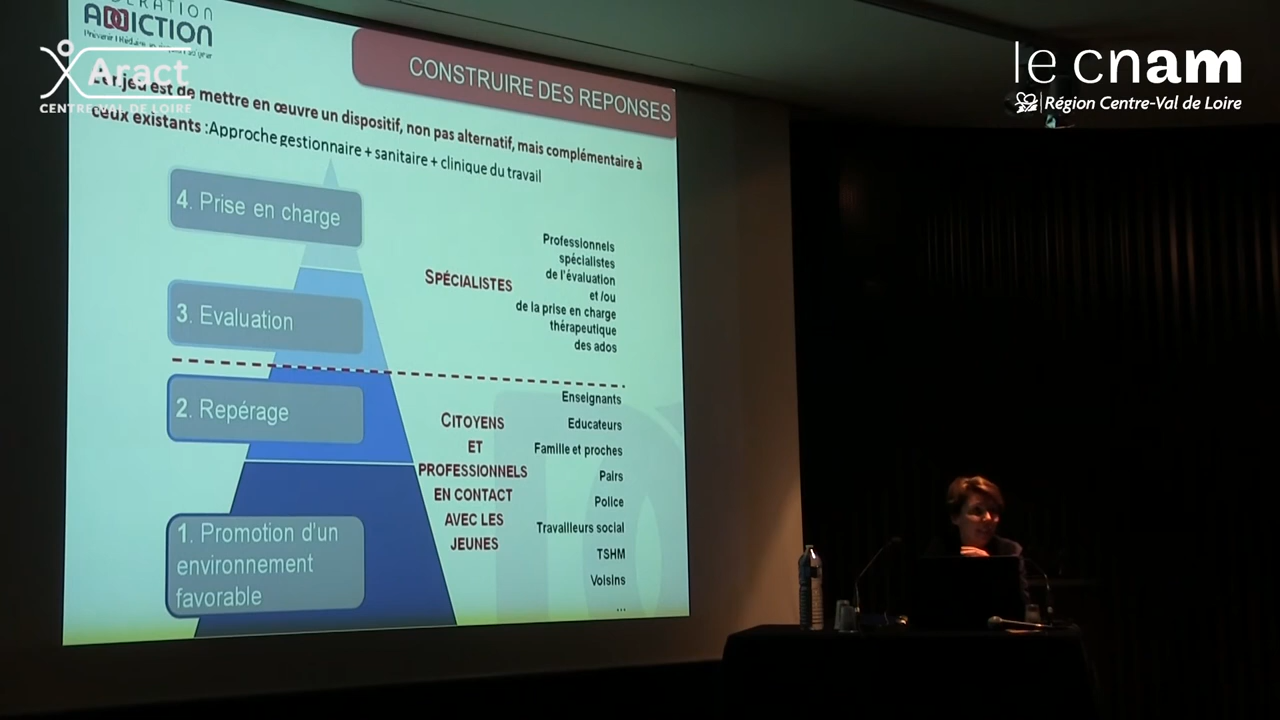 FÉDÉRATION
ADDICTION
Aract
CENTRE-VAL DE LOIRE
le cnam
Région Centre-Val de Loire
CONSTRUIRE DES REPONSES
est de mettre en œuvre un dispositif, non pas alternatif, mais complémentaire à
ceux existants :Approche gestionnaire + sanitaire + clinique du travail
4. Prise en charge
3. Evaluation
2. Repérage
1. Promotion d'un
environnement
favorable
SPÉCIALISTES
Professionnels
spécialistes
de l'évaluation
et /ou
de la prise en charge
thérapeutique
des ados
CITOYENS
ET
PROFESSIONNELS
EN CONTACT
AVEC LES
JEUNES
Enseignants
Educateurs
Famille et proches
Pairs
Police
Travailleurs social
TSHM
Voisins
...